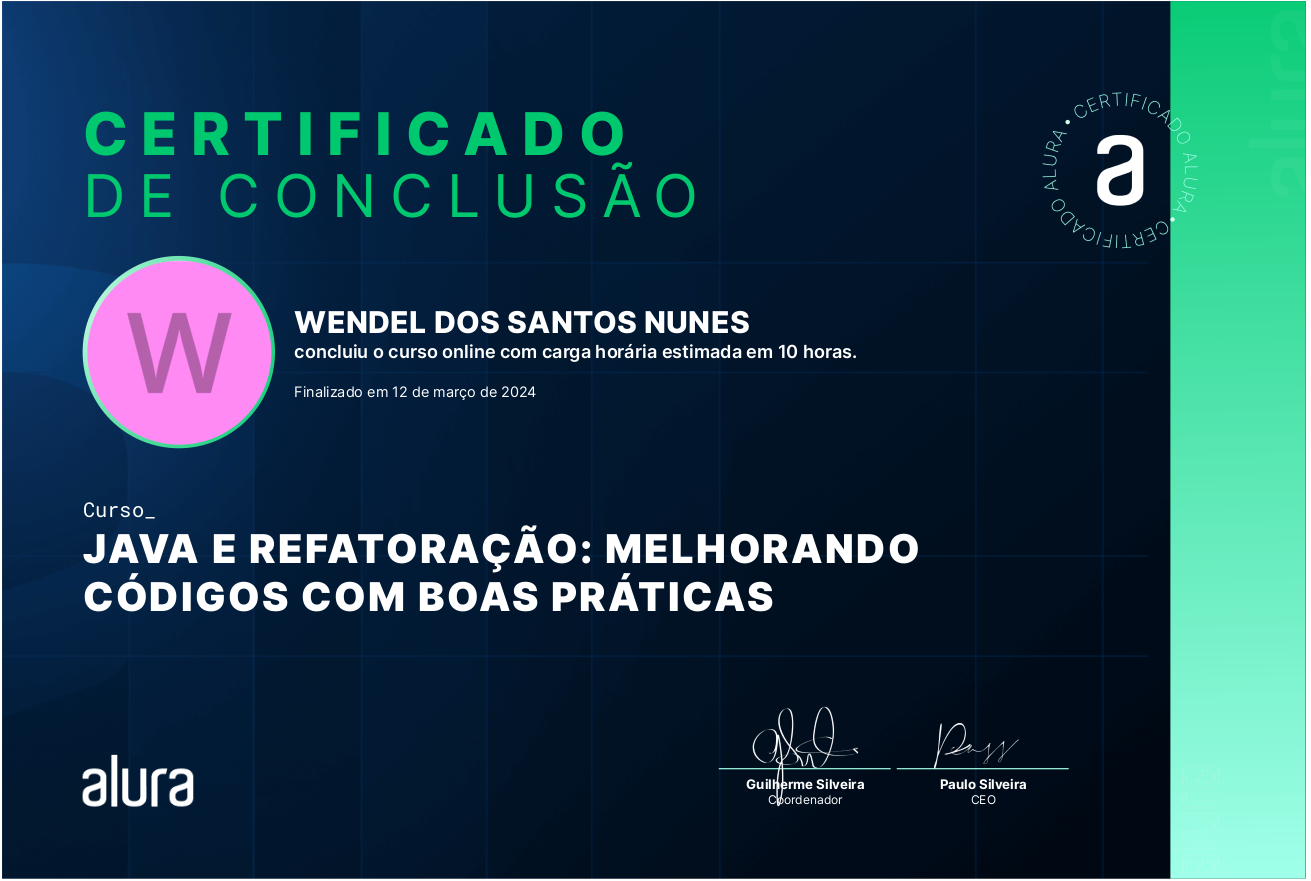 CERTIFICADO
DE CONCLUSÃO
CERTIFICADO ALURA • CERTIFICADO ALURA •
a
W
WENDEL DOS SANTOS NUNES
concluiu o curso online com carga horária estimada em 10 horas.
Finalizado em 12 de março de 2024
Curso_
JAVA E REFATORAÇÃO: MELHORANDO
CÓDIGOS COM BOAS PRÁTICAS
alura
Guilherme Silveira
Coordenador
Paulo Silveira
CEO
alura